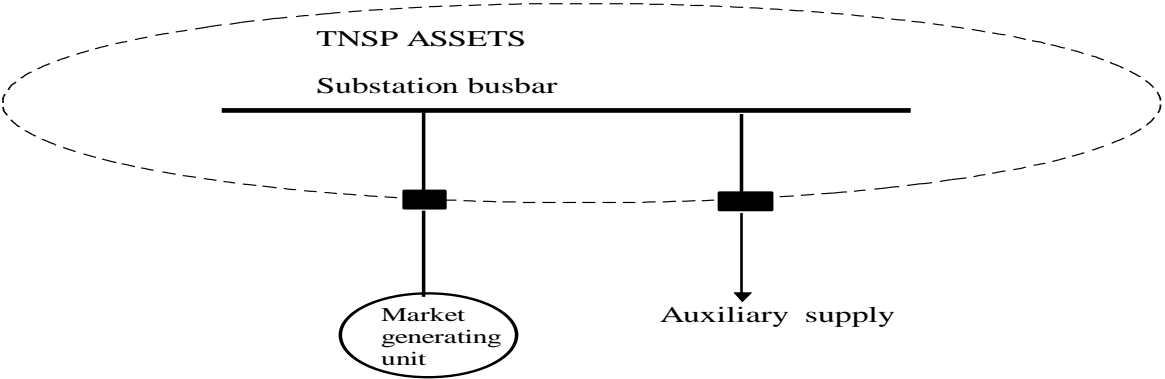 TNSP ASSETS
Substation busbar
Market
generating
unit
Auxiliary supply